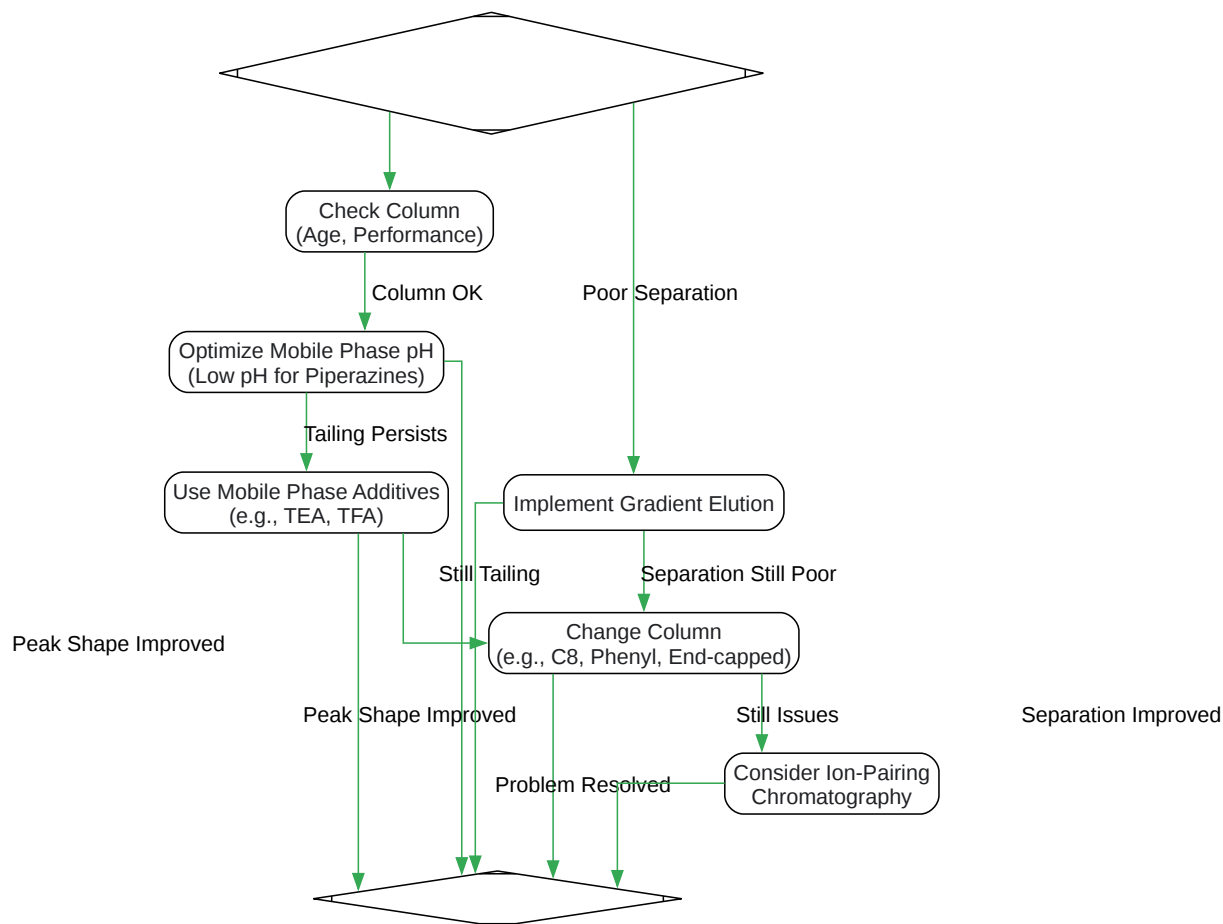 Check Column
(Age, Performance)
Column OK
Poor Separation
Optimize Mobile Phase pH
(Low pH for Piperazines)
Tailing Persists
Use Mobile Phase Additives
(e.g., TEA, TFA)
Implement Gradient Elution
Still Tailing
Separation Still Poor
Peak Shape Improved
Change Column
(e.g., C8, Phenyl, End-capped)
Peak Shape Improved
Still Issues
Separation Improved
Problem Resolved
Consider Ion-Pairing
Chromatography